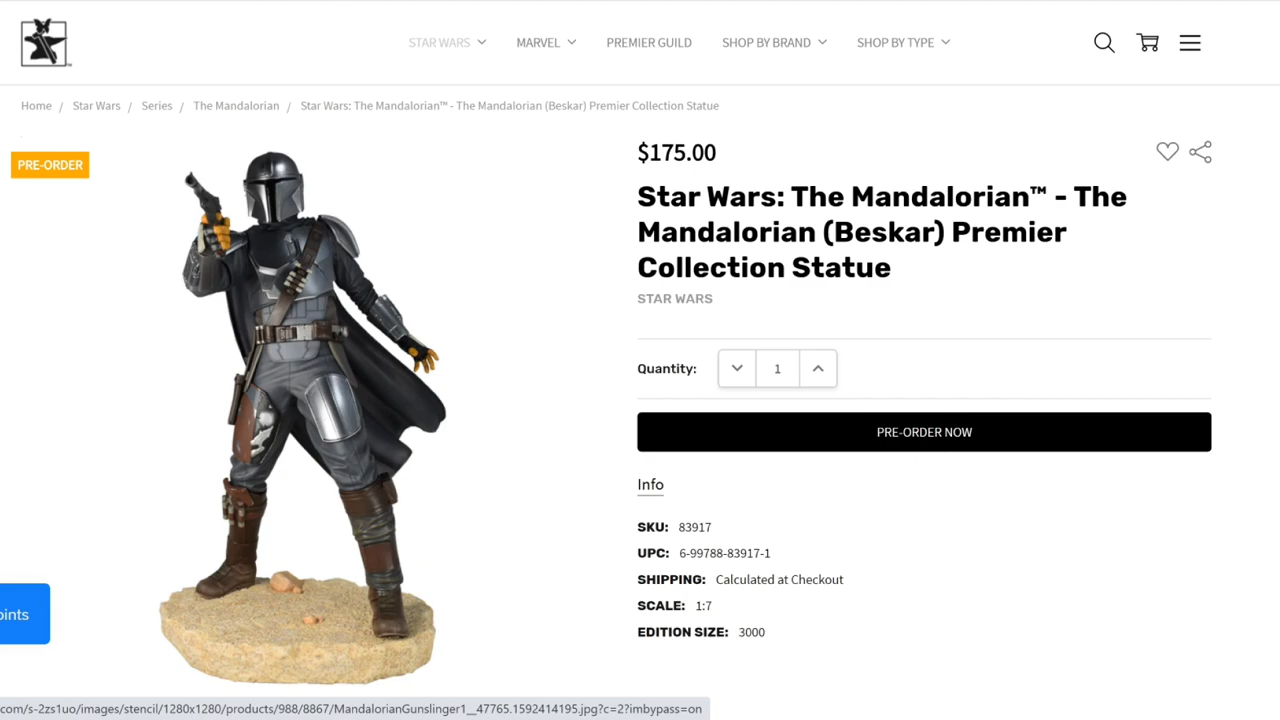 STAR WARS
MARVEL
PREMIER GUILD
SHOP BY BRAND
SHOP BY TYPE
Home / Star Wars / Series / The Mandalorian / Star Wars: The Mandalorian™ - The Mandalorian (Beskar) Premier Collection Statue
PRE-ORDER
$175.00
Star Wars: The Mandalorian™ - The
Mandalorian (Beskar) Premier
Collection Statue
STAR WARS
Quantity: 1
PRE-ORDER NOW
Info
SKU: 83917
UPC: 6-99788-83917-1
SHIPPING: Calculated at Checkout
SCALE: 1:7
EDITION SIZE: 3000
oints
com/s-2zs1uo/images/stencil/1280x1280/products/988/8867/MandalorianGunslinger1__47765.1592414195.jpg?c=2?imbypass=on